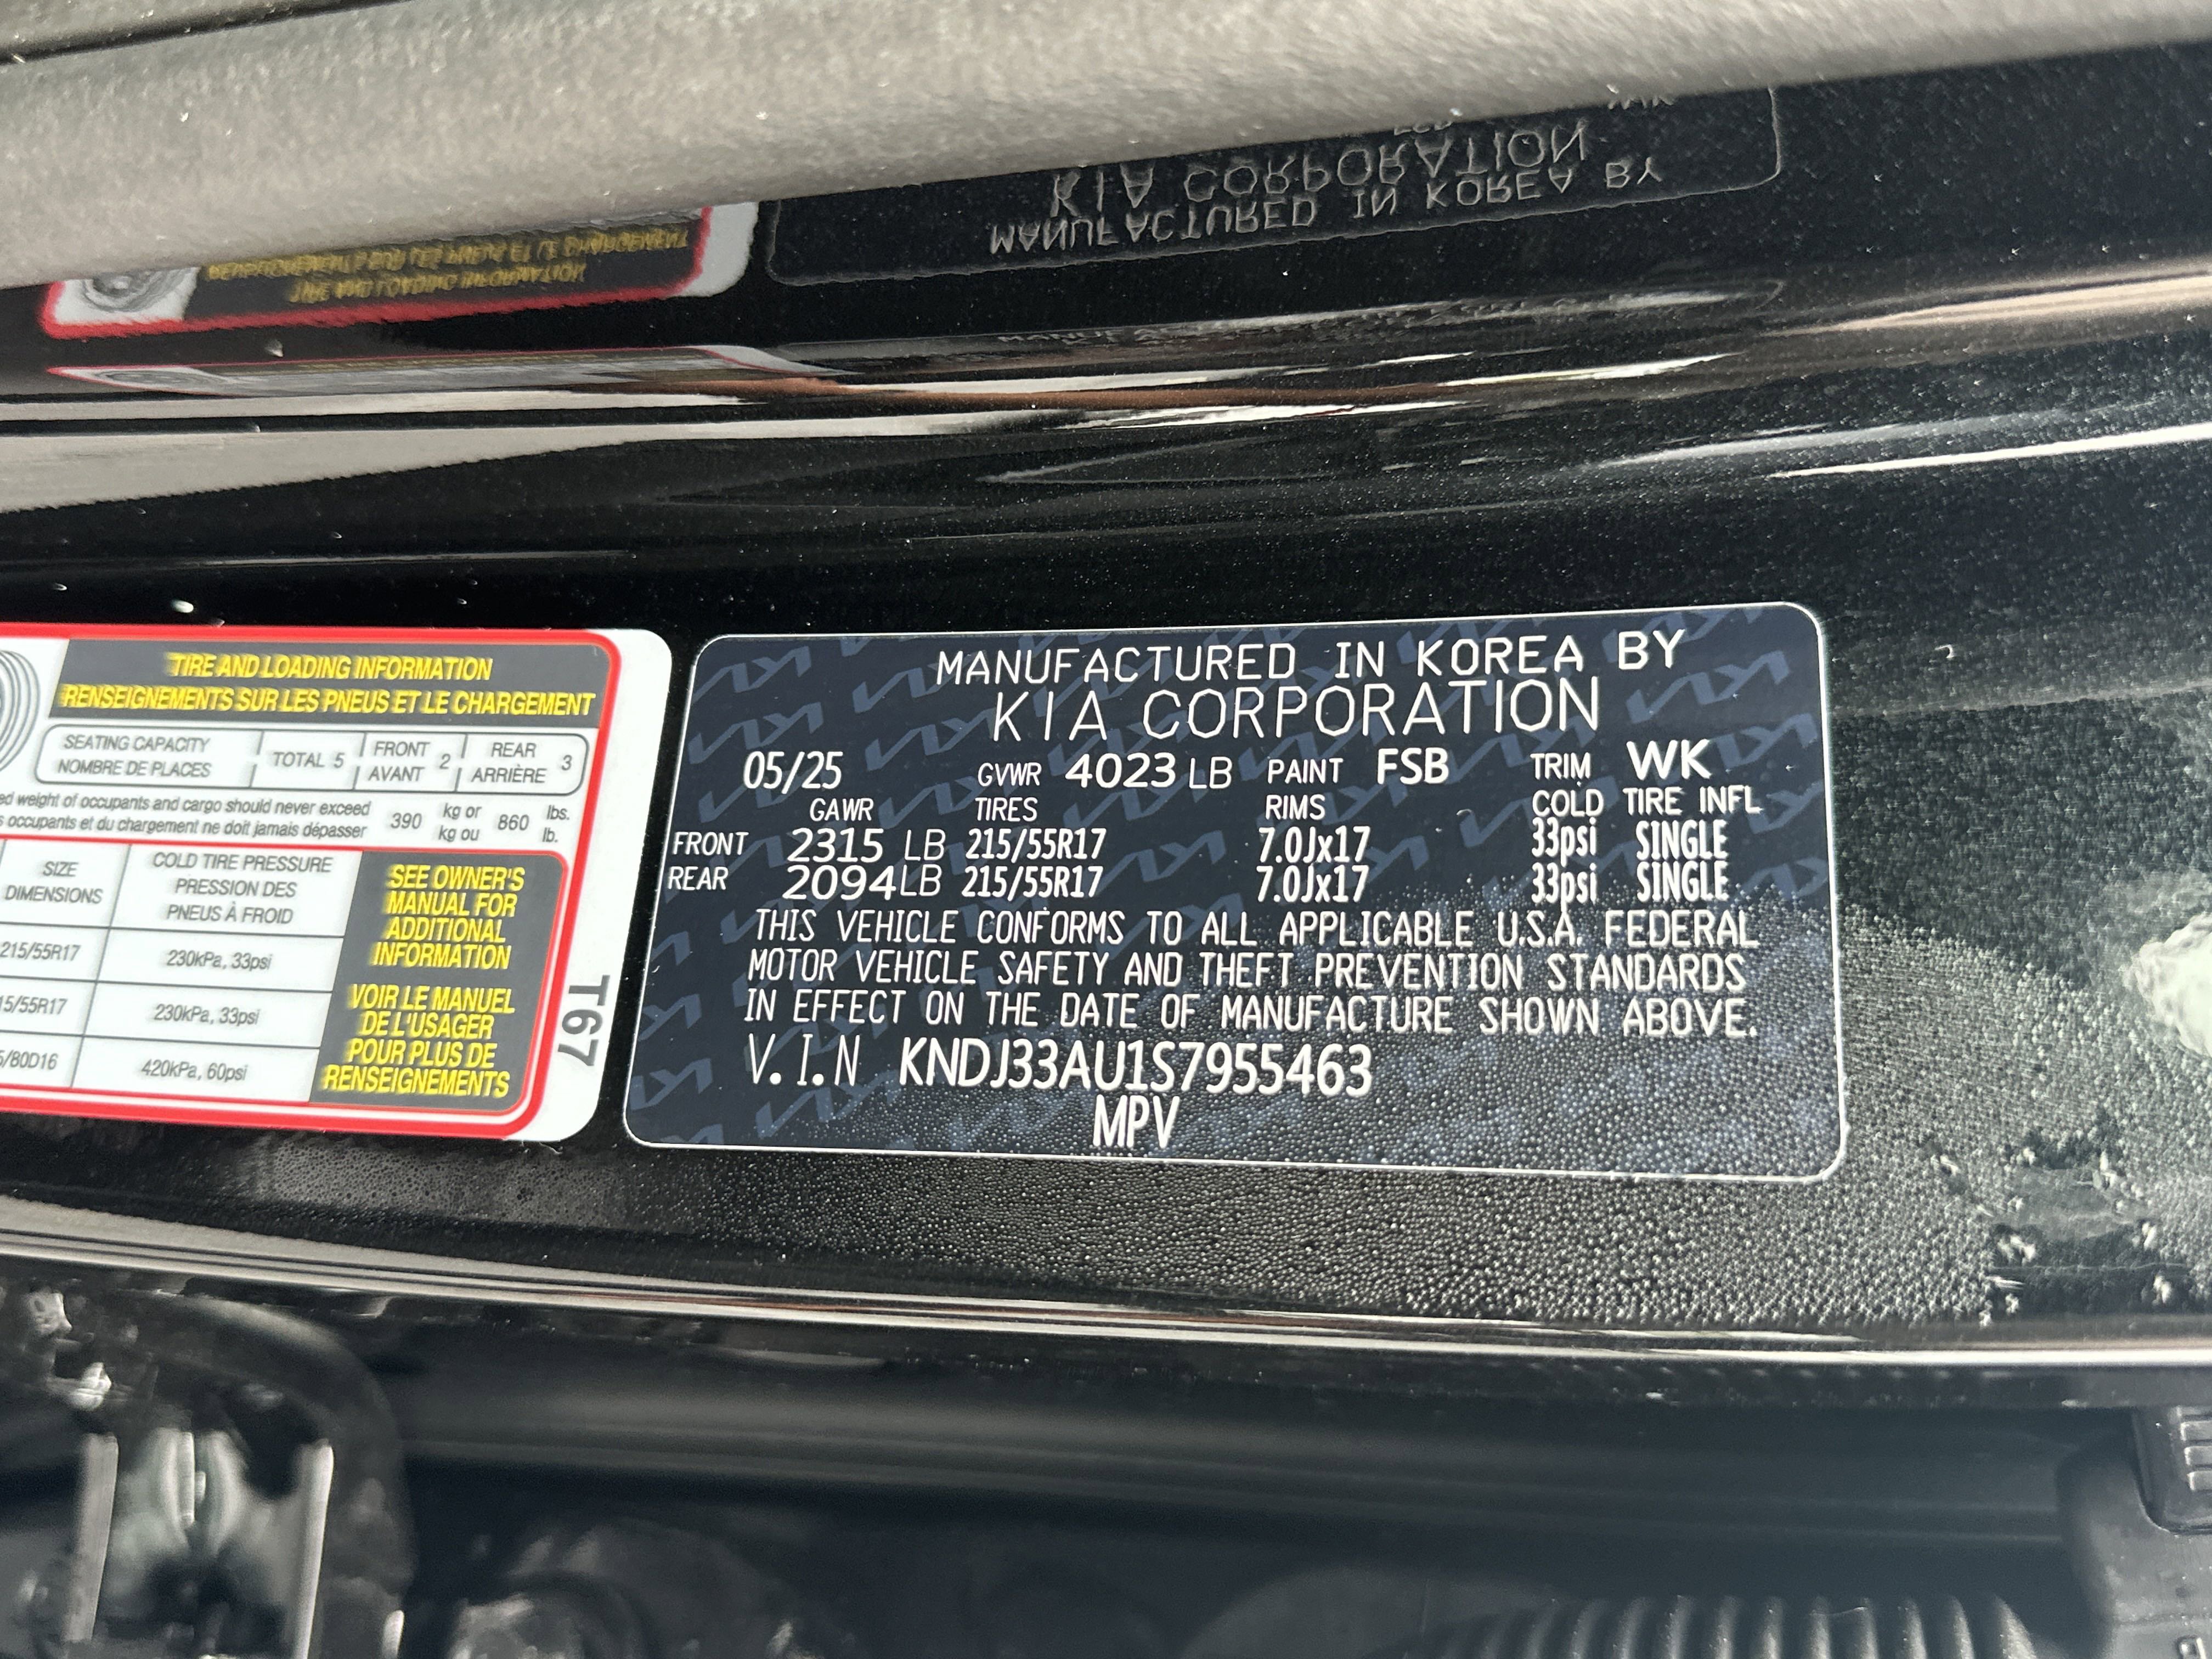 TIRE AND LOADING INFORMATION
RENSEIGNEMENTS SUR LES PNEUS ET LE CHARGEMENT
SEATING CAPACITY
NOMBRE DE PLACES
TOTAL 5
FRONT
AVANT
2
REAR
ARRIÈRE
3
weight of occupants and cargo should never exceed
occupants et du chargement ne doit jamais dépasser
390
kg or
kg ou
860
lbs.
lb.
SIZE
DIMENSIONS
COLD TIRE PRESSURE
PRESSION DES
PNEUS À FROID
215/55R17
230kPa, 33psi
5/55R17
230kPa, 33psi
/80D16
420kPa, 60psi
SEE OWNER'S
MANUAL FOR
ADDITIONAL
INFORMATION
VOIR LE MANUEL
DE L'USAGER
POUR PLUS DE
RENSEIGNEMENTS
T67
MANUFACTURED IN KOREA BY
KIA CORPORATION
05/25 GVWR 4023 LB PAINT FSB TRIM WK
GAWR TIRES RIMS COLD TIRE INFL
FRONT 2315 LB 215/55R17 7.0Jx17 33psi SINGLE
REAR 2094 LB 215/55R17 7.0Jx17 33psi SINGLE
THIS VEHICLE CONFORMS TO ALL APPLICABLE U.S.A. FEDERAL
MOTOR VEHICLE SAFETY AND THEFT PREVENTION STANDARDS
IN EFFECT ON THE DATE OF MANUFACTURE SHOWN ABOVE.
V.I.N KNDJ33AU1S7955463
MPV